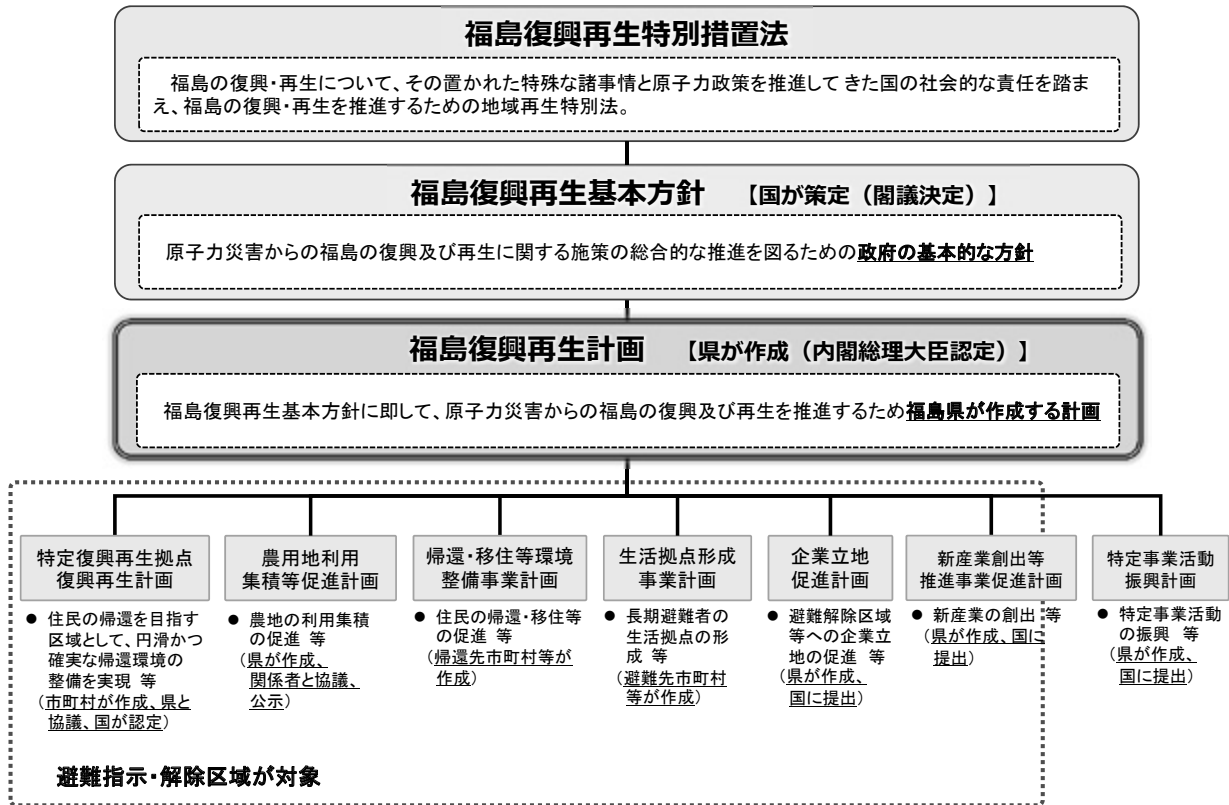 福島復興再生特別措置法
福島の復興・再生について、その置かれた特殊な諸事情と原子力政策を推進してきた国の社会的な責任を踏ま
え、福島の復興・再生を推進するための地域再生特別法。
福島復興再生基本方針 【国が策定（閣議決定）】
原子力災害からの福島の復興及び再生に関する施策の総合的な推進を図るための政府の基本的な方針
福島復興再生計画 【県が作成（内閣総理大臣認定）】
福島復興再生基本方針に即して、原子力災害からの福島の復興及び再生を推進するため福島県が作成する計画
特定復興再生拠点
復興再生計画
● 住民の帰還を目指す
区域として、円滑かつ
確実な帰還環境の
整備を実現 等
（市町村が作成、県と
協議、国が認定）
農用地利用
集積等促進計画
● 農地の利用集積
の促進 等
（県が作成、
関係者と協議、
公示）
帰還・移住等環境
整備事業計画
● 住民の帰還・移住等
の促進 等
（帰還先市町村等が
作成）
生活拠点形成
事業計画
● 長期避難者の
生活拠点の形
成 等
（避難先市町村
等が作成）
企業立地
促進計画
● 避難解除区域
等への企業立
地の促進 等
（県が作成、
国に提出）
新産業創出等
推進事業促進計画
● 新産業の創出 等
（県が作成、国に
提出）
特定事業活動
振興計画
● 特定事業活動
の振興 等
（県が作成、
国に提出）
避難指示・解除区域が対象